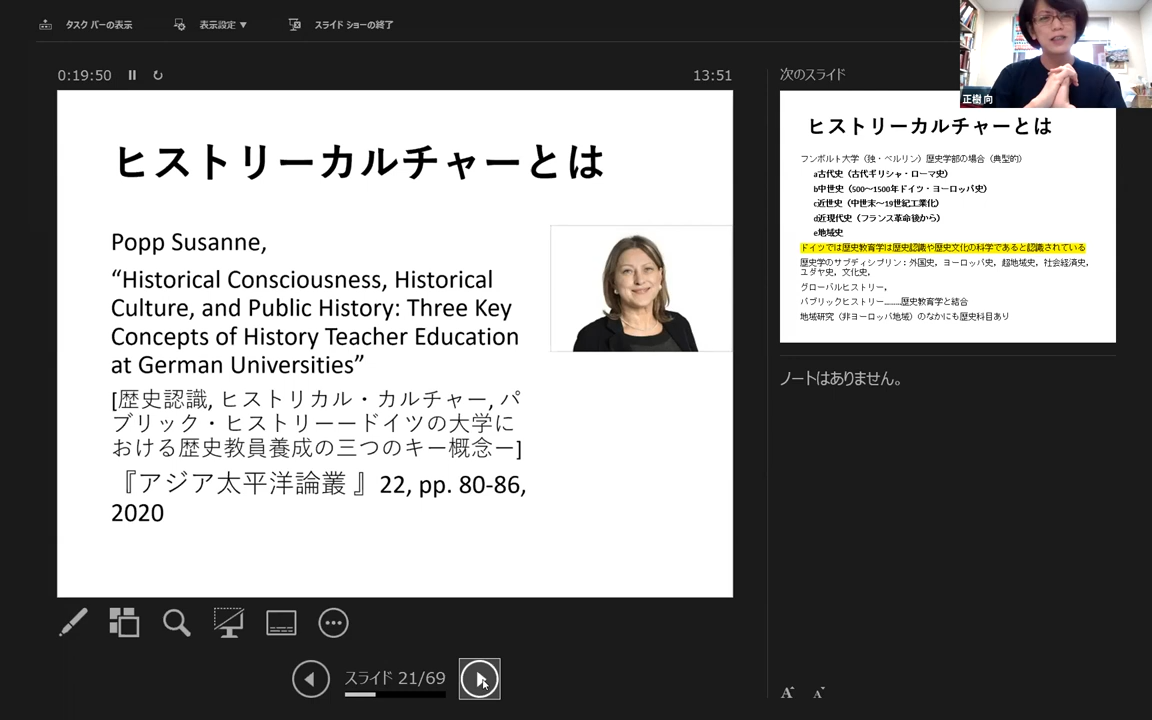 タスク バーの表示
表示設定 ▼
スライド ショーの終了
0:19:50
13:51
ヒストリーカルチャーとは
Popp Susanne,
“Historical Consciousness, Historical
Culture, and Public History: Three Key
Concepts of History Teacher Education
at German Universities”
[歴史認識, ヒストリカル・カルチャー, パ
ブリック・ヒストリーードイツの大学に
おける歴史教員養成の三つのキー概念ー]
『アジア太平洋論叢 』22, pp. 80-86,
2020
スライド 21/69
次のスライド
正樹 向
ヒストリーカルチャーとは
フンボルト大学（独・ベルリン）歴史学部の場合（典型的）
a古代史（古代ギリシャ・ローマ史）
b中世史（500～1500年ドイツ・ヨーロッパ史）
c近世史（中世末～19世紀工業化）
d近現代史（フランス革命後から）
e地域史
ドイツでは歴史教育学は歴史認識や歴史文化の科学であると認識されている
歴史学のサブディシプリン：外国史，ヨーロッパ史，超地域史，社会経済史，
ユダヤ史，文化史，
グローバルヒストリー，
パブリックヒストリー……歴史教育学と結合
地域研究（非ヨーロッパ地域）のなかにも歴史科目あり
ノートはありません。
A A